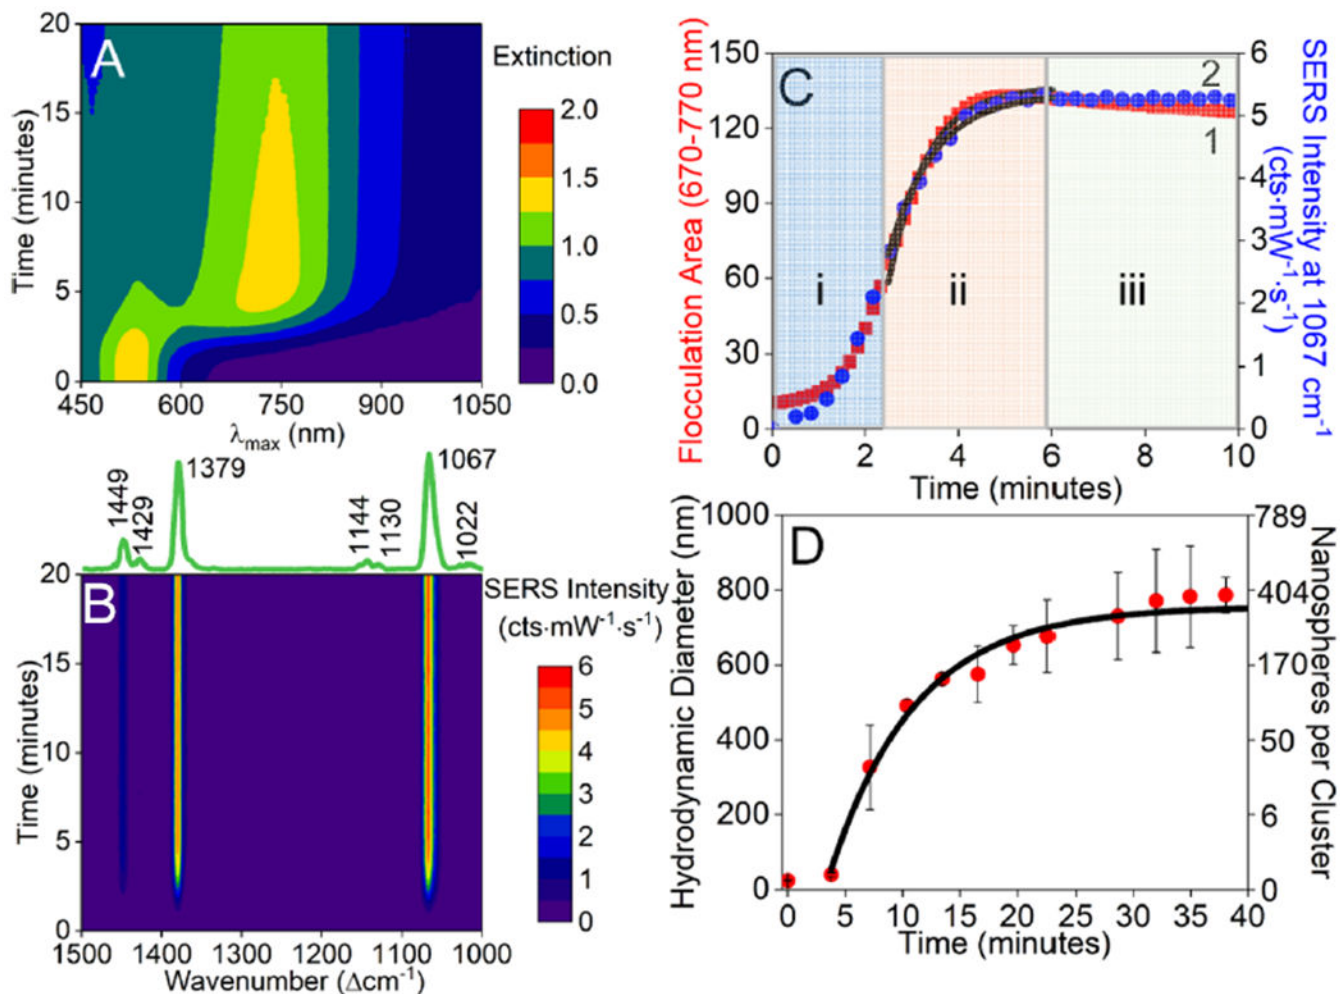 A
Extinction
Time (minutes)
20
15
10
5
0
450 600 750 900 1050
λmax (nm)
2.0
1.5
1.0
0.5
0.0
1449
1429
1379
1144
1130
1067
1022
B
SERS Intensity
(cts·mW⁻¹·s⁻¹)
Time (minutes)
20
15
10
5
0
1500 1400 1300 1200 1100 1000
Wavenumber (Δcm⁻¹)
6
5
4
3
2
1
0
C
Flocculation Area (670-770 nm)
150
120
90
60
30
0
i ii iii
2
1
0 2 4 6 8 10
Time (minutes)
6
5
4
3
2
1
0
SERS Intensity at 1067 cm⁻¹
(cts·mW⁻¹·s⁻¹)
D
Hydrodynamic Diameter (nm)
1000
800
600
400
200
0
0 5 10 15 20 25 30 35 40
Time (minutes)
789
404
170
50
6
0
Nanospheres per Cluster